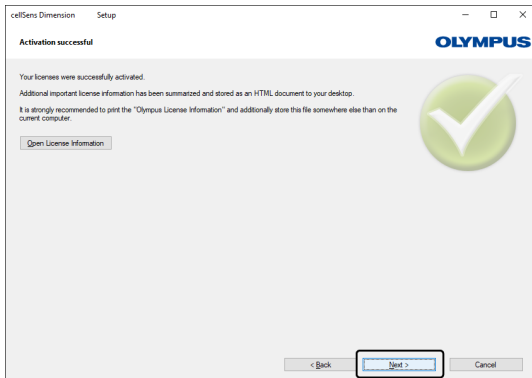 cellSens Dimension Setup
Activation successful
OLYMPUS
Your licenses were successfully activated.
Additional important license information has been summarized and stored as an HTML document to your desktop.
It is strongly recommended to print the "Olympus License Information" and additionally store this file somewhere else than on the
current computer.
Open License Information
< Back Next > Cancel